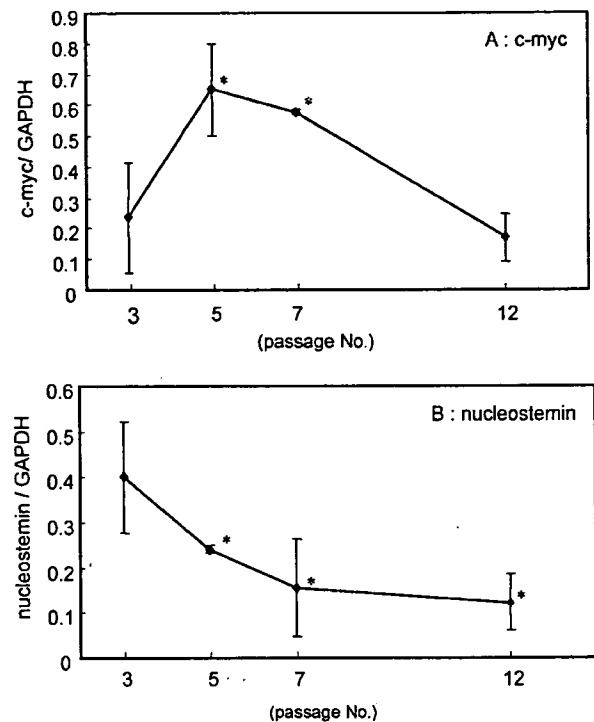 0.9
A : c-myc
0.8
0.7
*
*
0.6
0.5
0.4
0.3
0.2
0.1
0
c-myc/ GAPDH
3 5 7 12
(passage No.)
0.6
B : nucleostemin
0.5
0.4
0.3
*
0.2
*
*
0.1
0
nucleostemin / GAPDH
3 5 7 12
(passage No.)